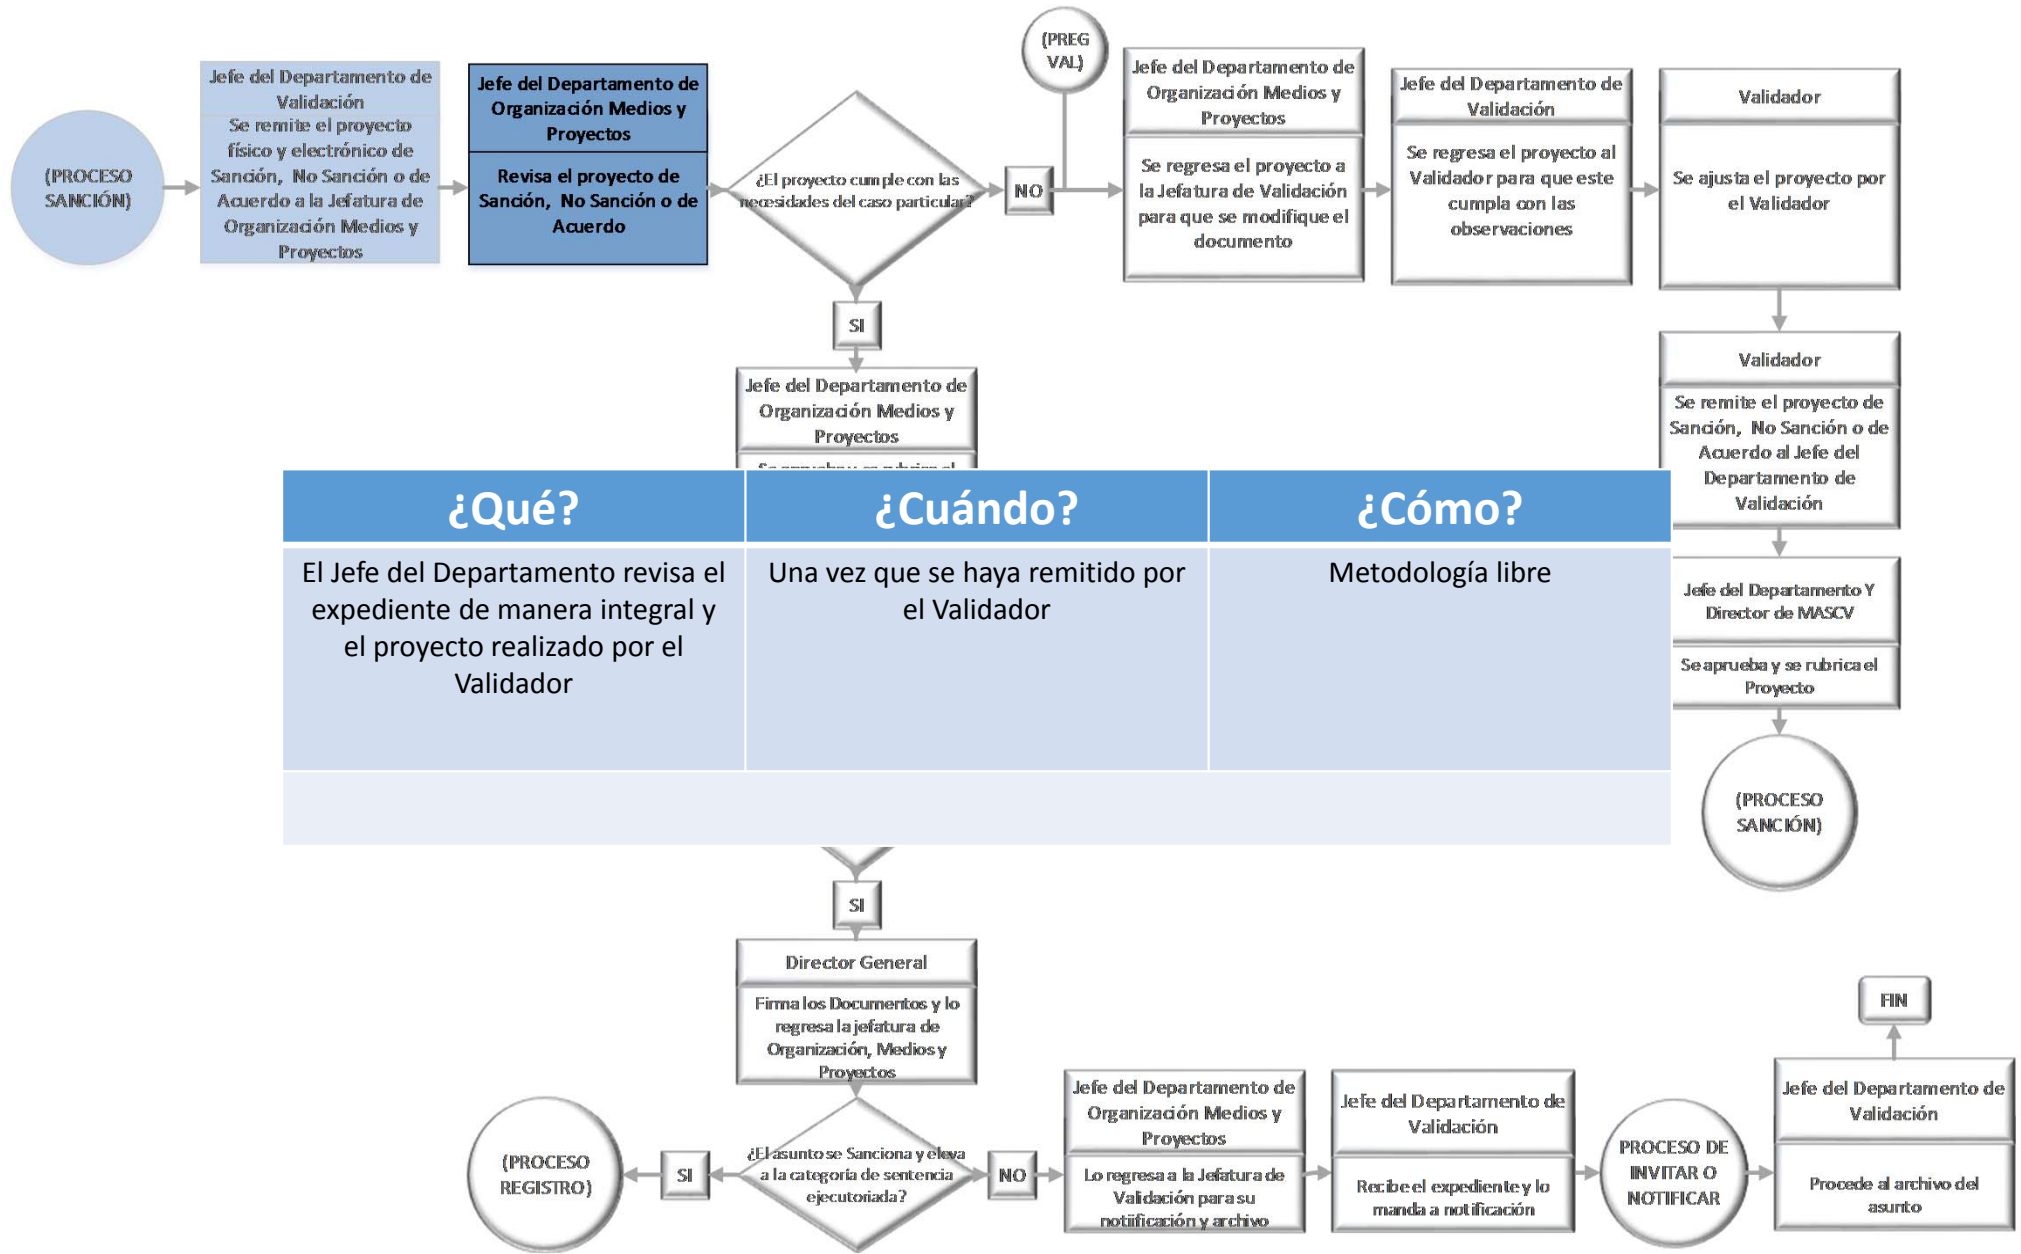 (PROCESO
SANCIÓN)
Jefe del Departamento de
Validación
Se remite el proyecto
físico y electrónico de
Sanción, No Sanción o de
Acuerdo a la Jefatura de
Organización Medios y
Proyectos
Jefe del Departamento de
Organización Medios y
Proyectos
Revisa el proyecto de
Sanción, No Sanción o de
Acuerdo
¿El proyecto cumple con las
necesidades del caso particular?
NO
(PREG
VAL)
Jefe del Departamento de
Organización Medios y
Proyectos
Se regresa el proyecto a
la Jefatura de Validación
para que se modifique el
documento
Jefe del Departamento de
Validación
Se regresa el proyecto al
Validador para que este
cumpla con las
observaciones
Validador
Se ajusta el proyecto por
el Validador
SI
Jefe del Departamento de
Organización Medios y
Proyectos
Se aprueba y se rubrica el
Validador
Se remite el proyecto de
Sanción, No Sanción o de
Acuerdo al Jefe del
Departamento de
Validación
¿Qué?
¿Cuándo?
¿Cómo?
El Jefe del Departamento revisa el
expediente de manera integral y
el proyecto realizado por el
Validador
Una vez que se haya remitido por
el Validador
Metodología libre
Jefe del Departamento Y
Director de MASCV
Se aprueba y se rubrica el
Proyecto
(PROCESO
SANCIÓN)
SI
Director General
Firma los Documentos y lo
regresa la jefatura de
Organización, Medios y
Proyectos
¿El asunto se Sanciona y eleva
a la categoría de sentencia
ejecutoriada?
SI
(PROCESO
REGISTRO)
NO
Jefe del Departamento de
Organización Medios y
Proyectos
Lo regresa a la Jefatura de
Validación para su
notiificación y archivo
Jefe del Departamento de
Validación
Recibe el expediente y lo
manda a notificación
PROCESO DE
INVITAR O
NOTIFICAR
Jefe del Departamento de
Validación
Procede al archivo del
asunto
FIN